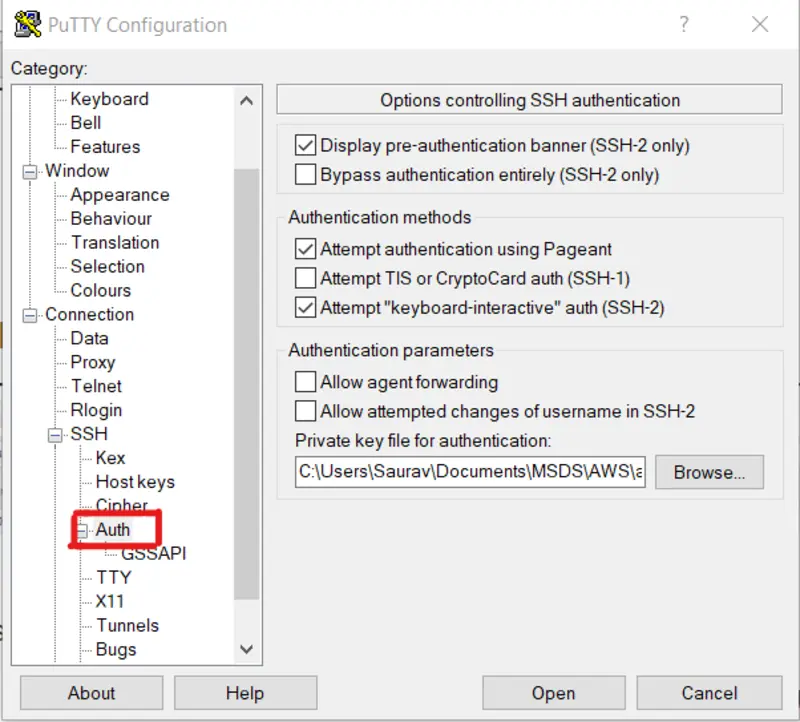 PuTTY Configuration
Category:
Keyboard
Bell
Features
Window
Appearance
Behaviour
Translation
Selection
Colours
Connection
Data
Proxy
Telnet
Rlogin
SSH
Kex
Host keys
Cipher
Auth
GSSAPI
TTY
X11
Tunnels
Bugs
Options controlling SSH authentication
Display pre-authentication banner (SSH-2 only)
Bypass authentication entirely (SSH-2 only)
Authentication methods
Attempt authentication using Pageant
Attempt TIS or CryptoCard auth (SSH-1)
Attempt "keyboard-interactive" auth (SSH-2)
Authentication parameters
Allow agent forwarding
Allow attempted changes of username in SSH-2
Private key file for authentication:
C:\Users\Saurav\Documents\MSDS\AWS\a
Browse...
About
Help
Open
Cancel